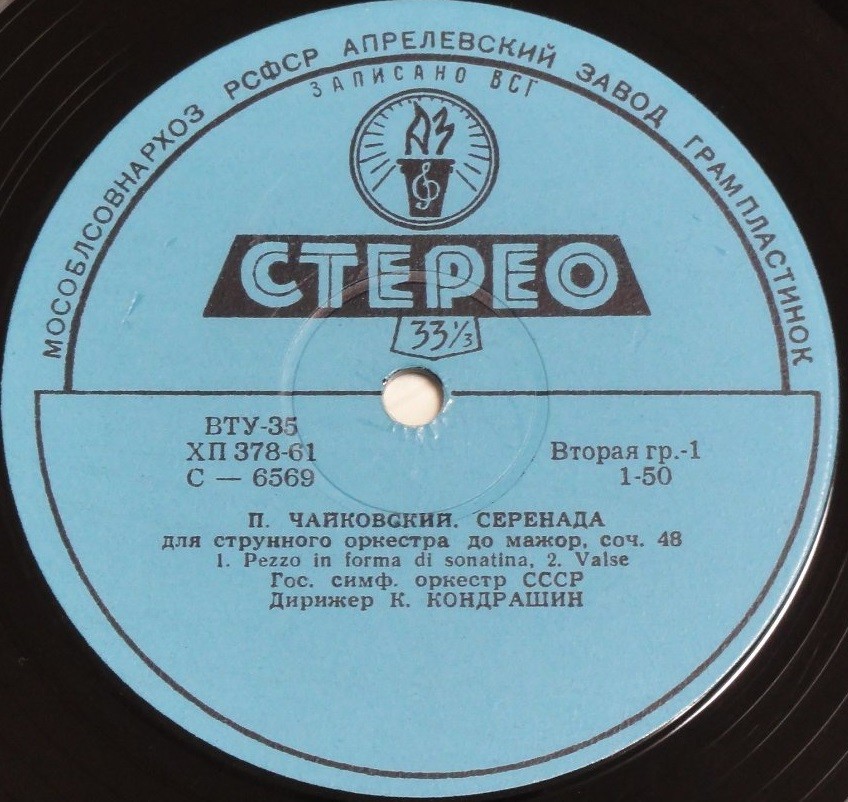 МОСОБЛСОВНАРХОЗ РСФСР АПРЕЛЕВСКИЙ ЗАВОД ГРАМПЛАСТИНОК
ЗАПИСАНО ВСГ
АЗ
СТЕРЕО
33⅓
ВТУ-35
ХП 378-61
С — 6569
Вторая гр.-1
1-50
П. ЧАЙКОВСКИЙ. СЕРЕНАДА
для струнного оркестра до мажор, соч. 48
1. Pezzo in forma di sonatina, 2. Valse
Гос. симф. оркестр СССР
Дирижер К. КОНДРАШИН